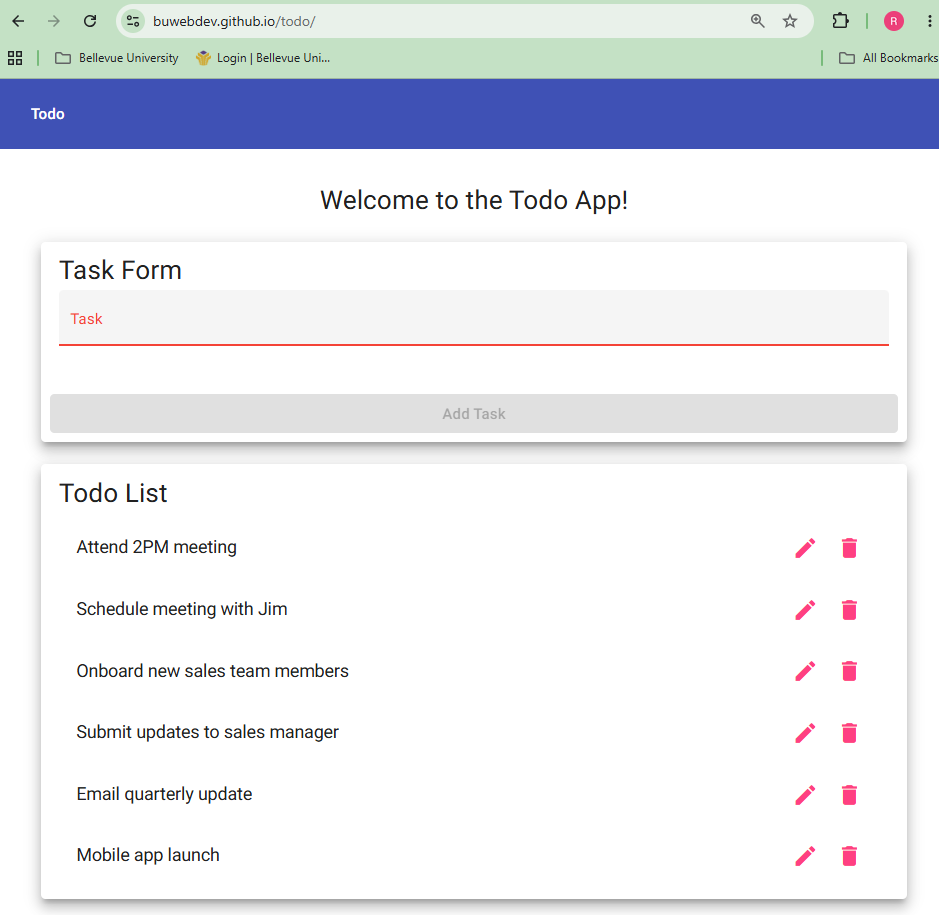 buwebdev.github.io/todo/
R
Bellevue University
Login | Bellevue Uni...
All Bookmarks
Todo
Welcome to the Todo App!
Task Form
Task
Add Task
Todo List
Attend 2PM meeting
Schedule meeting with Jim
Onboard new sales team members
Submit updates to sales manager
Email quarterly update
Mobile app launch